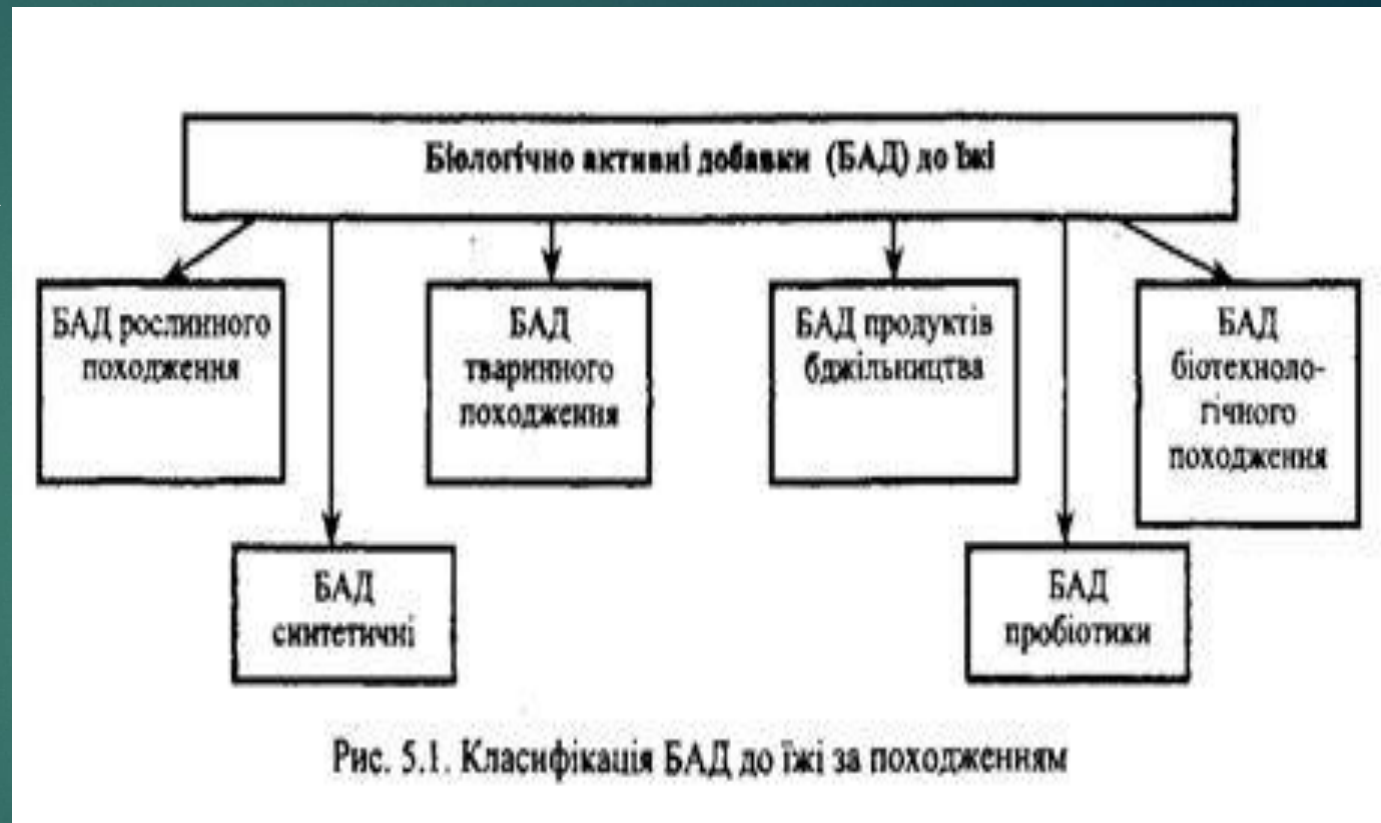 Біологічно активні добавки (БАД) до їжі
БАД рослинного
походження
БАД
тваринного
походження
БАД продуктів
бджільництва
БАД
біотехноло-
гічного
походження
БАД
синтетичні
БАД
пробіотики
Рис. 5.1. Класифікація БАД до їжі за походженням